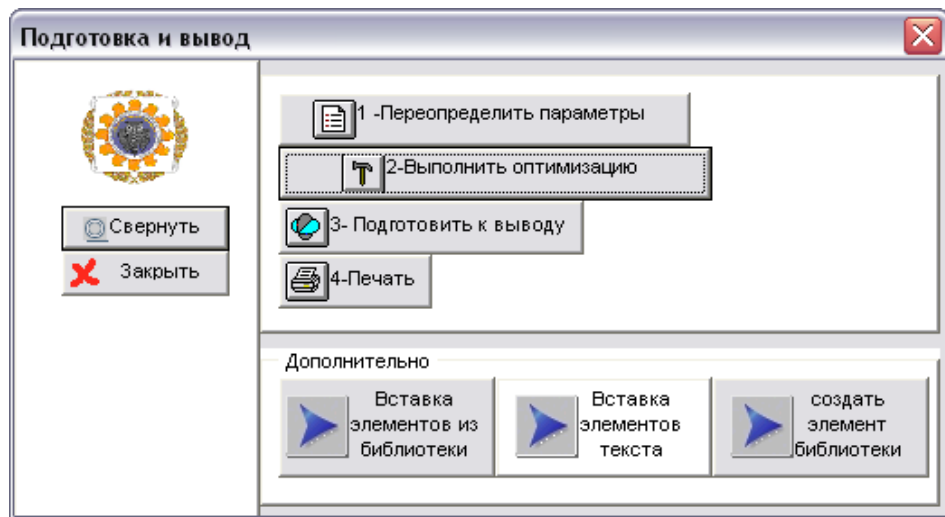 Подготовка и вывод
Свернуть
Закрыть
1 -Переопределить параметры
2-Выполнить оптимизацию
3- Подготовить к выводу
4-Печать
Дополнительно
Вставка
элементов из
библиотеки
Вставка
элементов
текста
создать
элемент
библиотеки